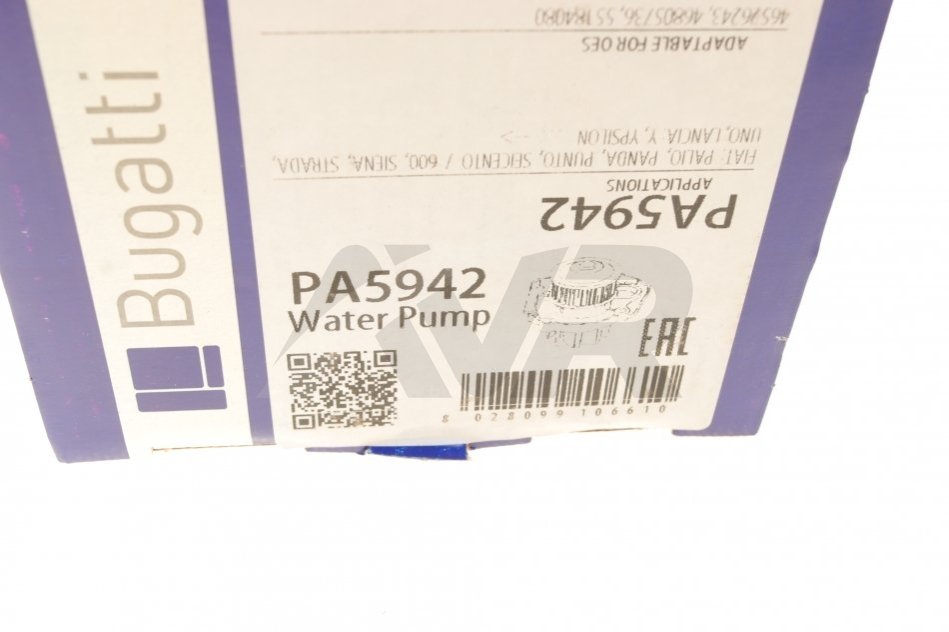 Bugatti
PA5942
Water Pump
EAC
8 028099 106610
PA5942
APPLICATIONS
FIAT: PALIO, PANDA, PUNTO, SEICENTO / 600, SIENA, STRADA,
UNO, LANCIA: Y, YPSILON
ADAPTABLE FOR OES
46526243, 46805736,
AVR